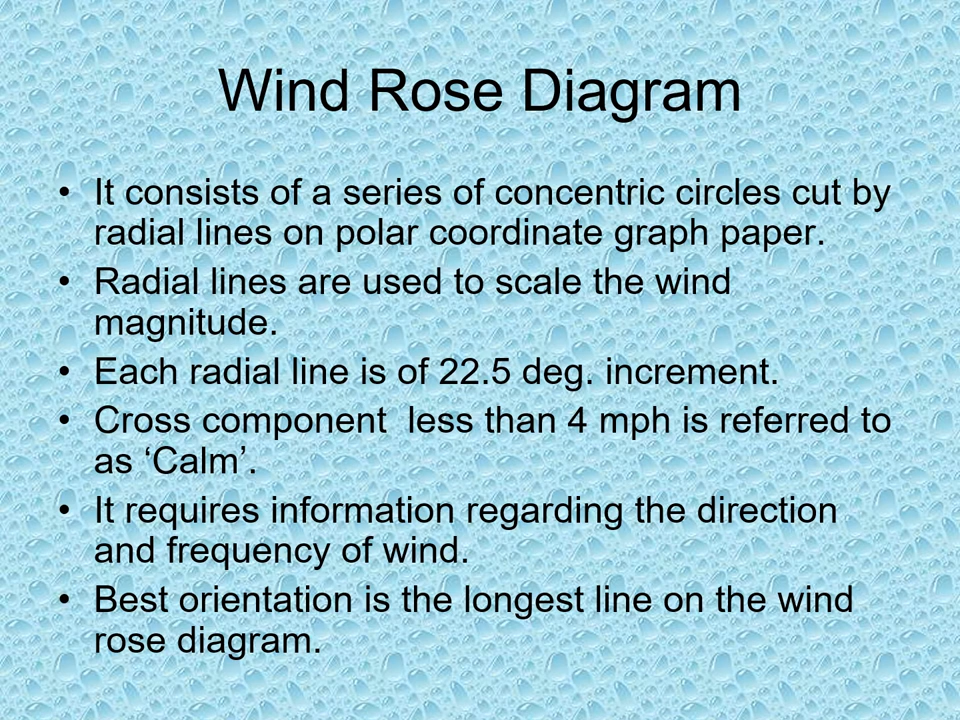 Wind Rose Diagram
• It consists of a series of concentric circles cut by
radial lines on polar coordinate graph paper.
• Radial lines are used to scale the wind
magnitude.
• Each radial line is of 22.5 deg. increment.
• Cross component  less than 4 mph is referred to
as ‘Calm’.
• It requires information regarding the direction
and frequency of wind.
• Best orientation is the longest line on the wind
rose diagram.